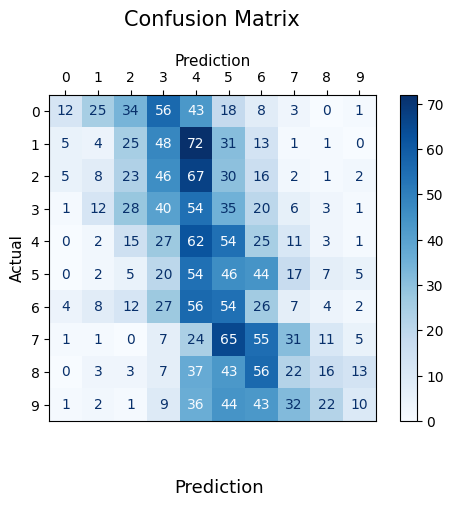 Confusion Matrix
Prediction
0 1 2 3 4 5 6 7 8 9
0 12 25 34 56 43 18 8 3 0 1
1 5 4 25 48 72 31 13 1 1 0
2 5 8 23 46 67 30 16 2 1 2
3 1 12 28 40 54 35 20 6 3 1
4 0 2 15 27 62 54 25 11 3 1
5 0 2 5 20 54 46 44 17 7 5
6 4 8 12 27 56 54 26 7 4 2
7 1 1 0 7 24 65 55 31 11 5
8 0 3 3 7 37 43 56 22 16 13
9 1 2 1 9 36 44 43 32 22 10
Actual
70
60
50
40
30
20
10
0
Prediction